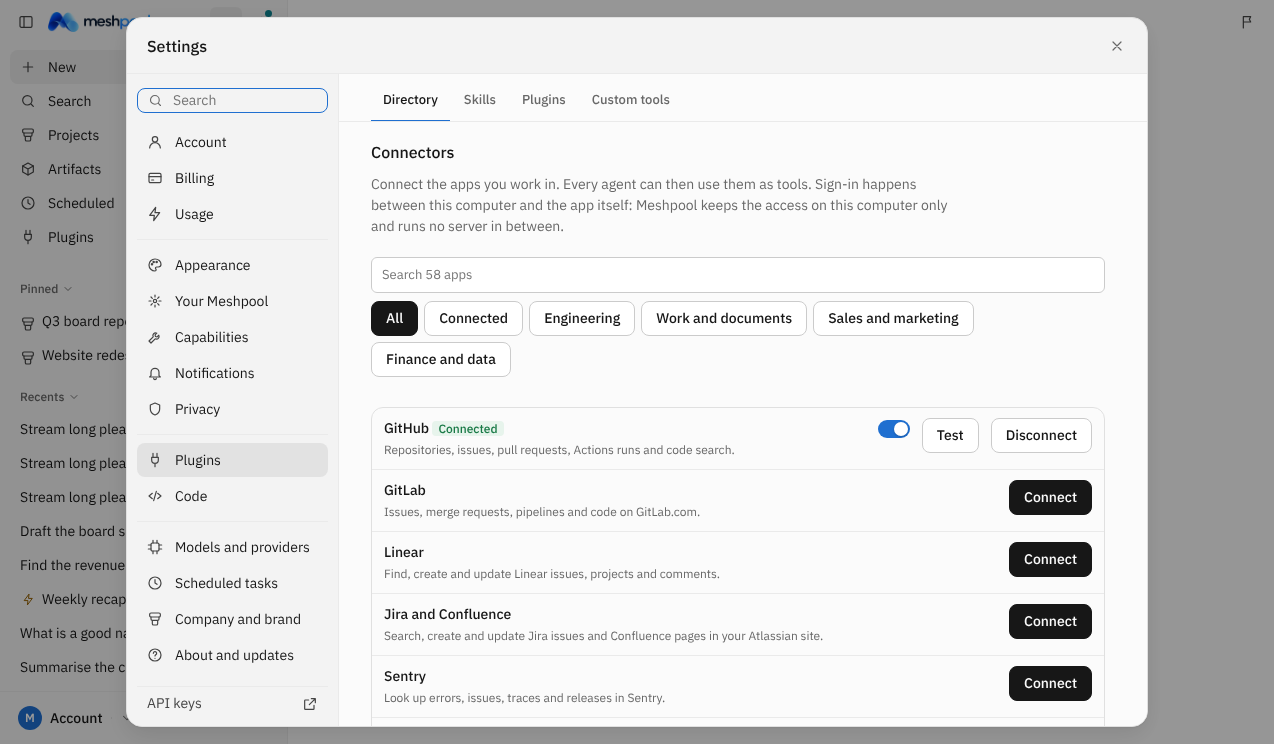 meshpool
New
Search
Projects
Artifacts
Scheduled
Plugins
Pinned
Q3 board
Website
Recents
Stream long
Stream long
Stream long
Draft the board
Find the revenue
Weekly recap
What is a good
Summarise the
M Account
Settings
Search
Account
Billing
Usage
Appearance
Your Meshpool
Capabilities
Notifications
Privacy
Plugins
Code
Models and providers
Scheduled tasks
Company and brand
About and updates
API keys
Directory Skills Plugins Custom tools
Connectors
Connect the apps you work in. Every agent can then use them as tools. Sign-in happens
between this computer and the app itself: Meshpool keeps the access on this computer only
and runs no server in between.
Search 58 apps
All Connected Engineering Work and documents Sales and marketing
Finance and data
GitHub Connected
Repositories, issues, pull requests, Actions runs and code search.
Test Disconnect
GitLab
Issues, merge requests, pipelines and code on GitLab.com.
Connect
Linear
Find, create and update Linear issues, projects and comments.
Connect
Jira and Confluence
Search, create and update Jira issues and Confluence pages in your Atlassian site.
Connect
Sentry
Look up errors, issues, traces and releases in Sentry.
Connect